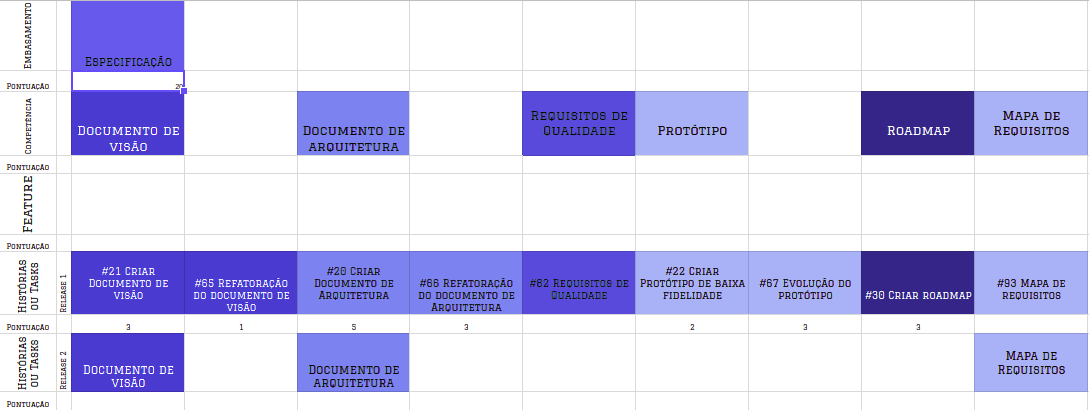 Embasamento
Especificação
Pontuação
20
Competência
Documento de
visão
Documento de
arquitetura
Requisitos de
Qualidade
Protótipo
Roadmap
Mapa de
Requisitos
Pontuação
Feature
Pontuação
Histórias
ou Tasks
Release 1
#21 Criar
Documento de
visão
#65 Refatoração
do documento de
visão
#20 Criar
Documento de
Arquitetura
#66 Refatoração
do documento de
Arquitetura
#82 Requisitos de
Qualidade
#22 Criar
Protótipo de baixa
fidelidade
#67 Evolução do
protótipo
#30 Criar roadmap
#93 Mapa de
requisitos
Pontuação
3
1
5
3
2
3
3
Histórias
ou Tasks
Release 2
Documento de
visão
Documento de
arquitetura
Mapa de
Requisitos
Pontuação